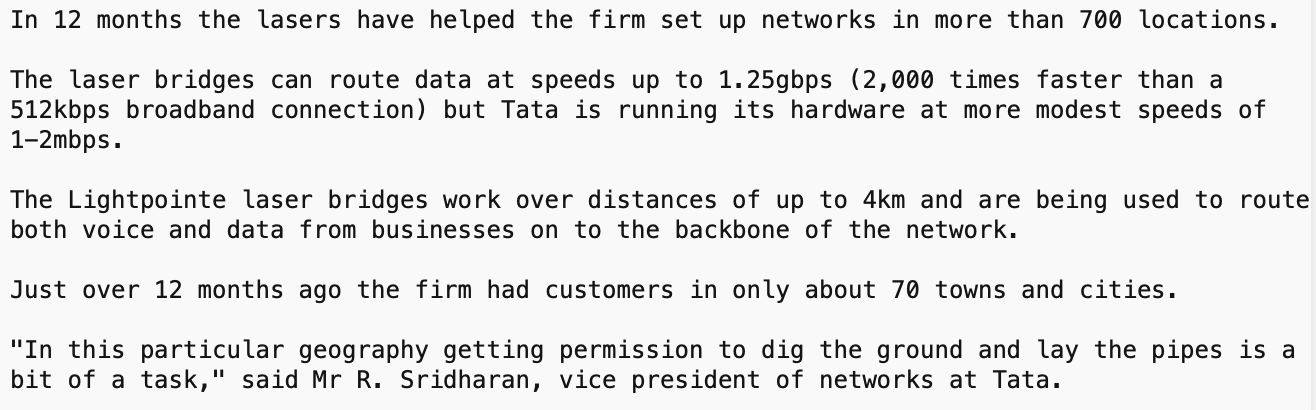 In 12 months the lasers have helped the firm set up networks in more than 700 locations.
The laser bridges can route data at speeds up to 1.25gbps (2,000 times faster than a
512kbps broadband connection) but Tata is running its hardware at more modest speeds of
1-2mbps.
The Lightpointe laser bridges work over distances of up to 4km and are being used to route
both voice and data from businesses on to the backbone of the network.
Just over 12 months ago the firm had customers in only about 70 towns and cities.
"In this particular geography getting permission to dig the ground and lay the pipes is a
bit of a task," said Mr R. Sridharan, vice president of networks at Tata.